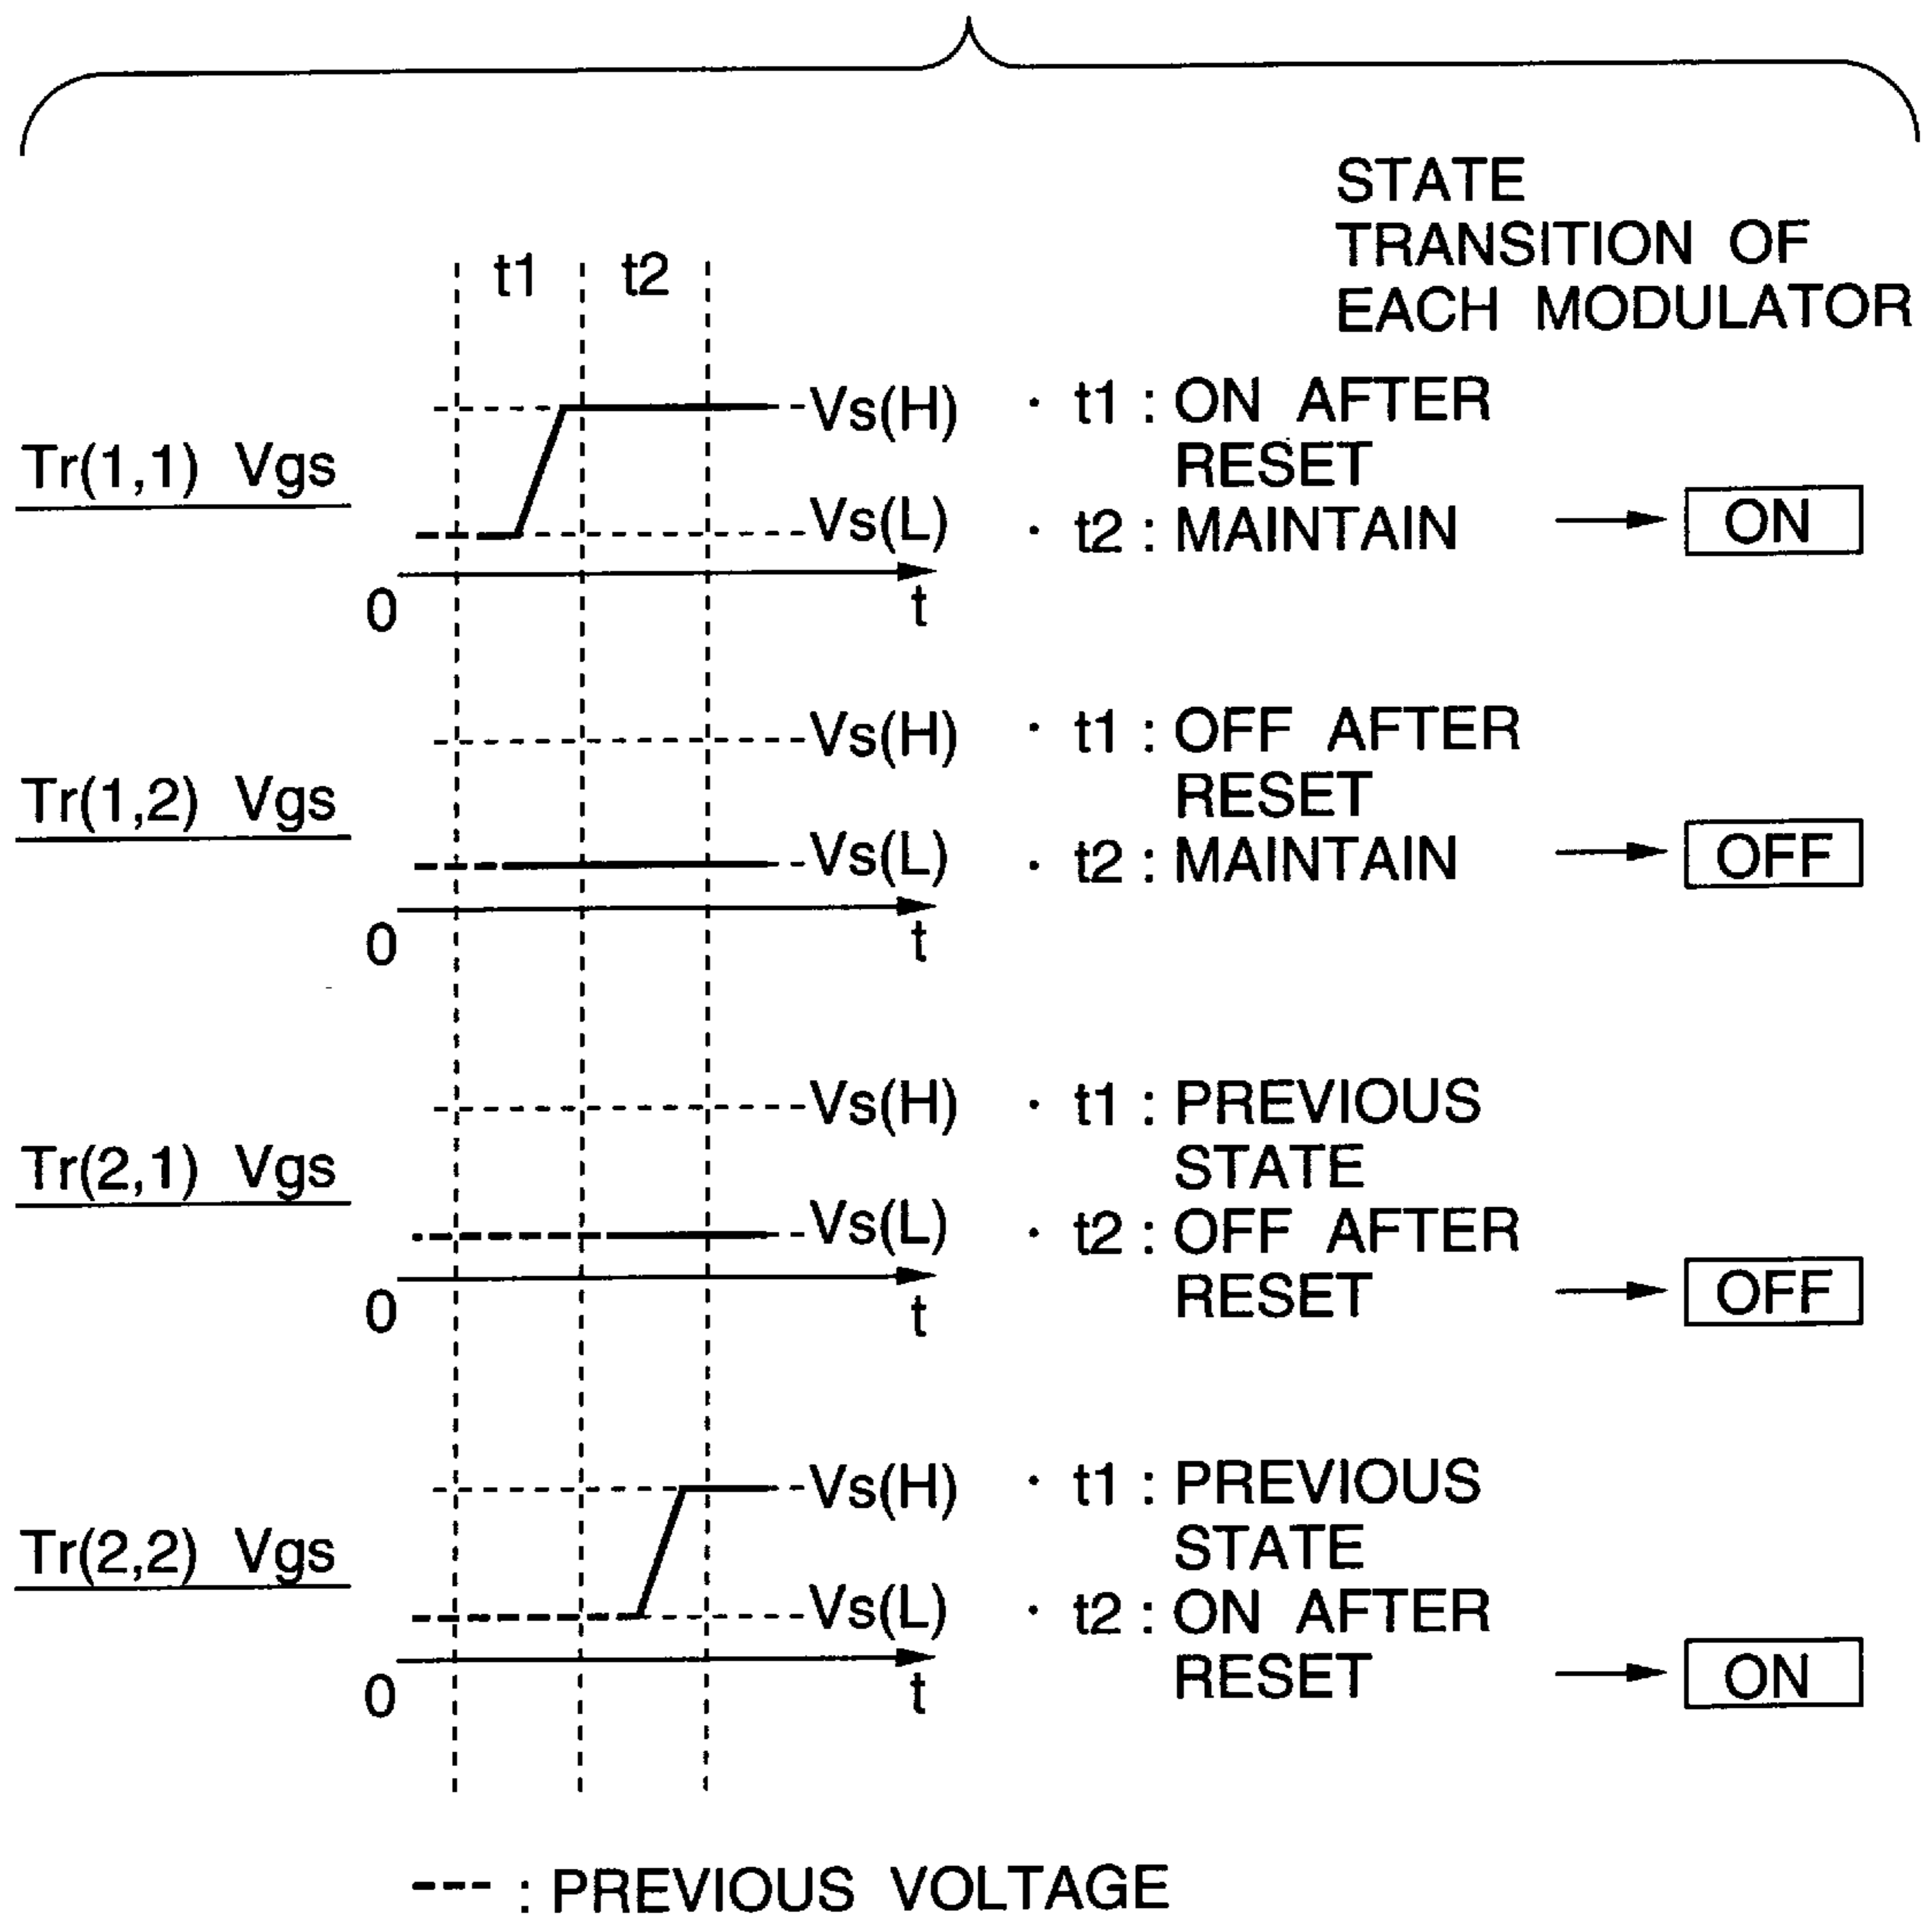 STATE
TRANSITION OF
EACH MODULATOR
t1 t2
Tr(1,1) Vgs
Vs(H)
Vs(L)
0
t
· t1 : ON AFTER
RESET
· t2 : MAINTAIN
ON
Tr(1,2) Vgs
Vs(H)
Vs(L)
0
t
· t1 : OFF AFTER
RESET
· t2 : MAINTAIN
OFF
Tr(2,1) Vgs
Vs(H)
Vs(L)
0
t
· t1 : PREVIOUS
STATE
· t2 : OFF AFTER
RESET
OFF
Tr(2,2) Vgs
Vs(H)
Vs(L)
0
t
· t1 : PREVIOUS
STATE
· t2 : ON AFTER
RESET
ON
--- : PREVIOUS VOLTAGE